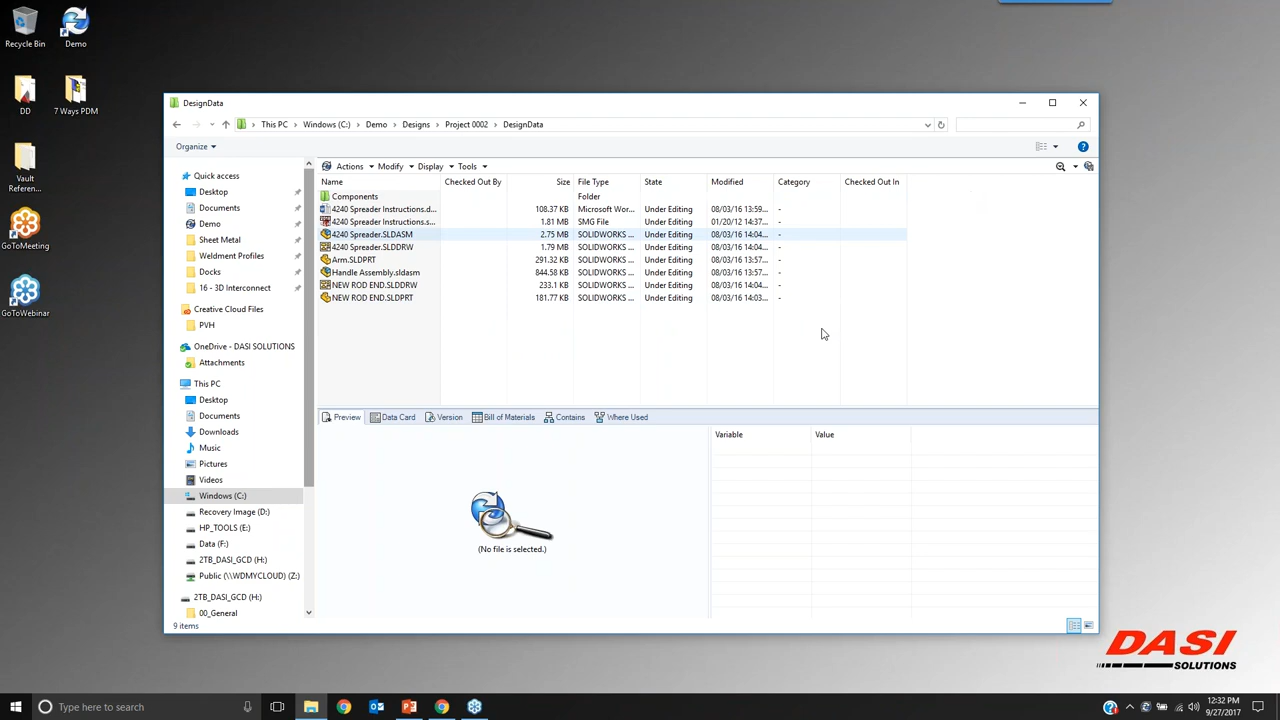 Recycle Bin
Demo
DD
7 Ways PDM
Vault
Referen...
GoToMeeting
GoToWebinar
DesignData
This PC > Windows (C:) > Demo > Designs > Project 0002 > DesignData
Organize
Quick access
Desktop
Documents
Demo
Sheet Metal
Weldment Profiles
Docks
16 - 3D Interconnect
Creative Cloud Files
PVH
OneDrive - DASI SOLUTIONS
Attachments
This PC
Desktop
Documents
Downloads
Music
Pictures
Videos
Windows (C:)
Recovery Image (D:)
HP_TOOLS (E:)
Data (F:)
2TB_DASI_GCD (H:)
Public (\\WDMYCLOUD) (Z:)
2TB_DASI_GCD (H:)
00_General
9 items
Actions Modify Display Tools
Name Checked Out By Size File Type State Modified Category Checked Out In
Components Folder
4240 Spreader Instructions.d... 108.37 KB Microsoft Wor... Under Editing 08/03/16 13:59... -
4240 Spreader Instructions.s... 1.81 MB SMG File Under Editing 01/20/12 14:37... -
4240 Spreader.SLDASM 2.75 MB SOLIDWORKS ... Under Editing 08/03/16 14:04... -
4240 Spreader.SLDDRW 1.79 MB SOLIDWORKS ... Under Editing 08/03/16 14:04... -
Arm.SLDPRT 291.32 KB SOLIDWORKS ... Under Editing 08/03/16 13:57... -
Handle Assembly.sldasm 844.58 KB SOLIDWORKS ... Under Editing 08/03/16 13:57... -
NEW ROD END.SLDDRW 233.1 KB SOLIDWORKS ... Under Editing 08/03/16 14:04... -
NEW ROD END.SLDPRT 181.77 KB SOLIDWORKS ... Under Editing 08/03/16 14:03... -
Preview Data Card Version Bill of Materials Contains Where Used
Variable Value
(No file is selected.)
DASI
SOLUTIONS
Type here to search
12:32 PM
9/27/2017